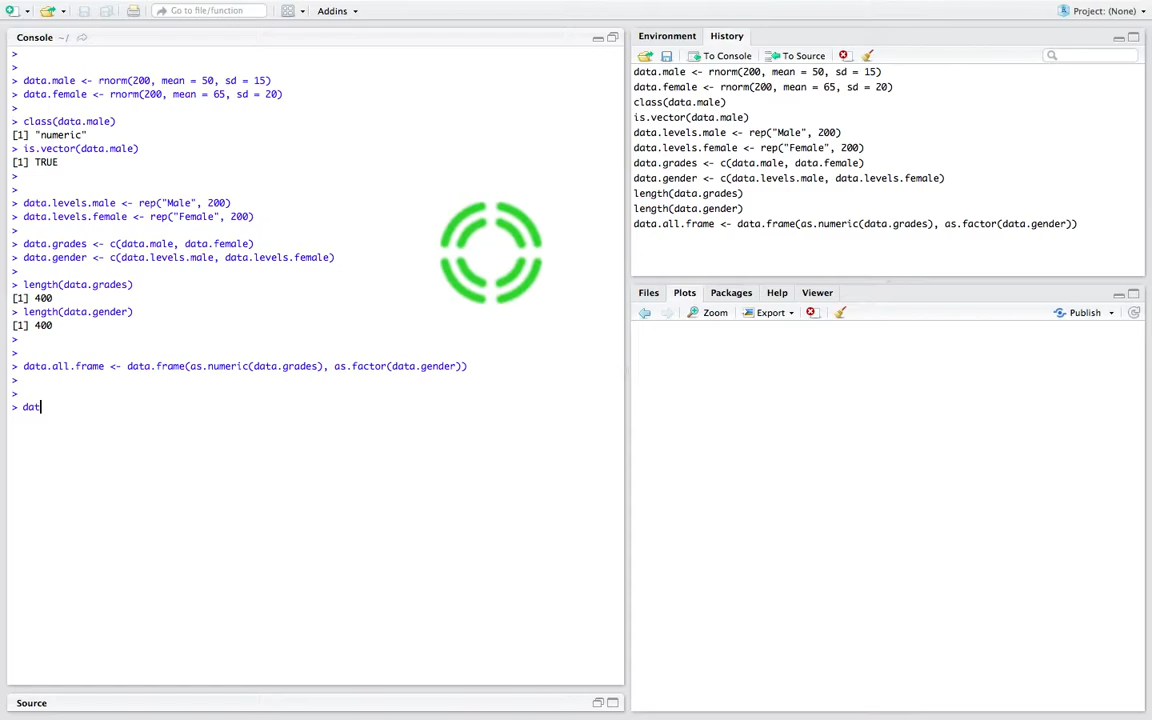 Go to file/function
Addins
Project: (None)
Console ~/
>
>
> data.male <- rnorm(200, mean = 50, sd = 15)
> data.female <- rnorm(200, mean = 65, sd = 20)
>
> class(data.male)
[1] "numeric"
> is.vector(data.male)
[1] TRUE
>
>
> data.levels.male <- rep("Male", 200)
> data.levels.female <- rep("Female", 200)
>
> data.grades <- c(data.male, data.female)
> data.gender <- c(data.levels.male, data.levels.female)
>
> length(data.grades)
[1] 400
> length(data.gender)
[1] 400
>
>
> data.all.frame <- data.frame(as.numeric(data.grades), as.factor(data.gender))
>
>
> dat
Source
Environment History
To Console To Source
data.male <- rnorm(200, mean = 50, sd = 15)
data.female <- rnorm(200, mean = 65, sd = 20)
class(data.male)
is.vector(data.male)
data.levels.male <- rep("Male", 200)
data.levels.female <- rep("Female", 200)
data.grades <- c(data.male, data.female)
data.gender <- c(data.levels.male, data.levels.female)
length(data.grades)
length(data.gender)
data.all.frame <- data.frame(as.numeric(data.grades), as.factor(data.gender))
Files Plots Packages Help Viewer
Zoom Export Publish